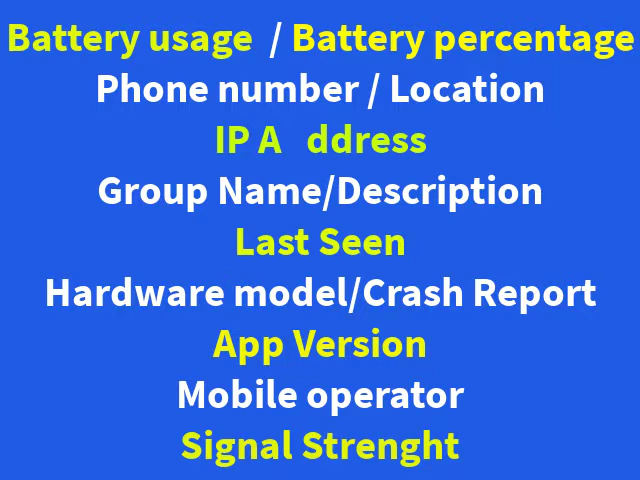 Battery usage / Battery percentage
Phone number / Location
IP A ddress
Group Name/Description
Last Seen
Hardware model/Crash Report
App Version
Mobile operator
Signal Strenght